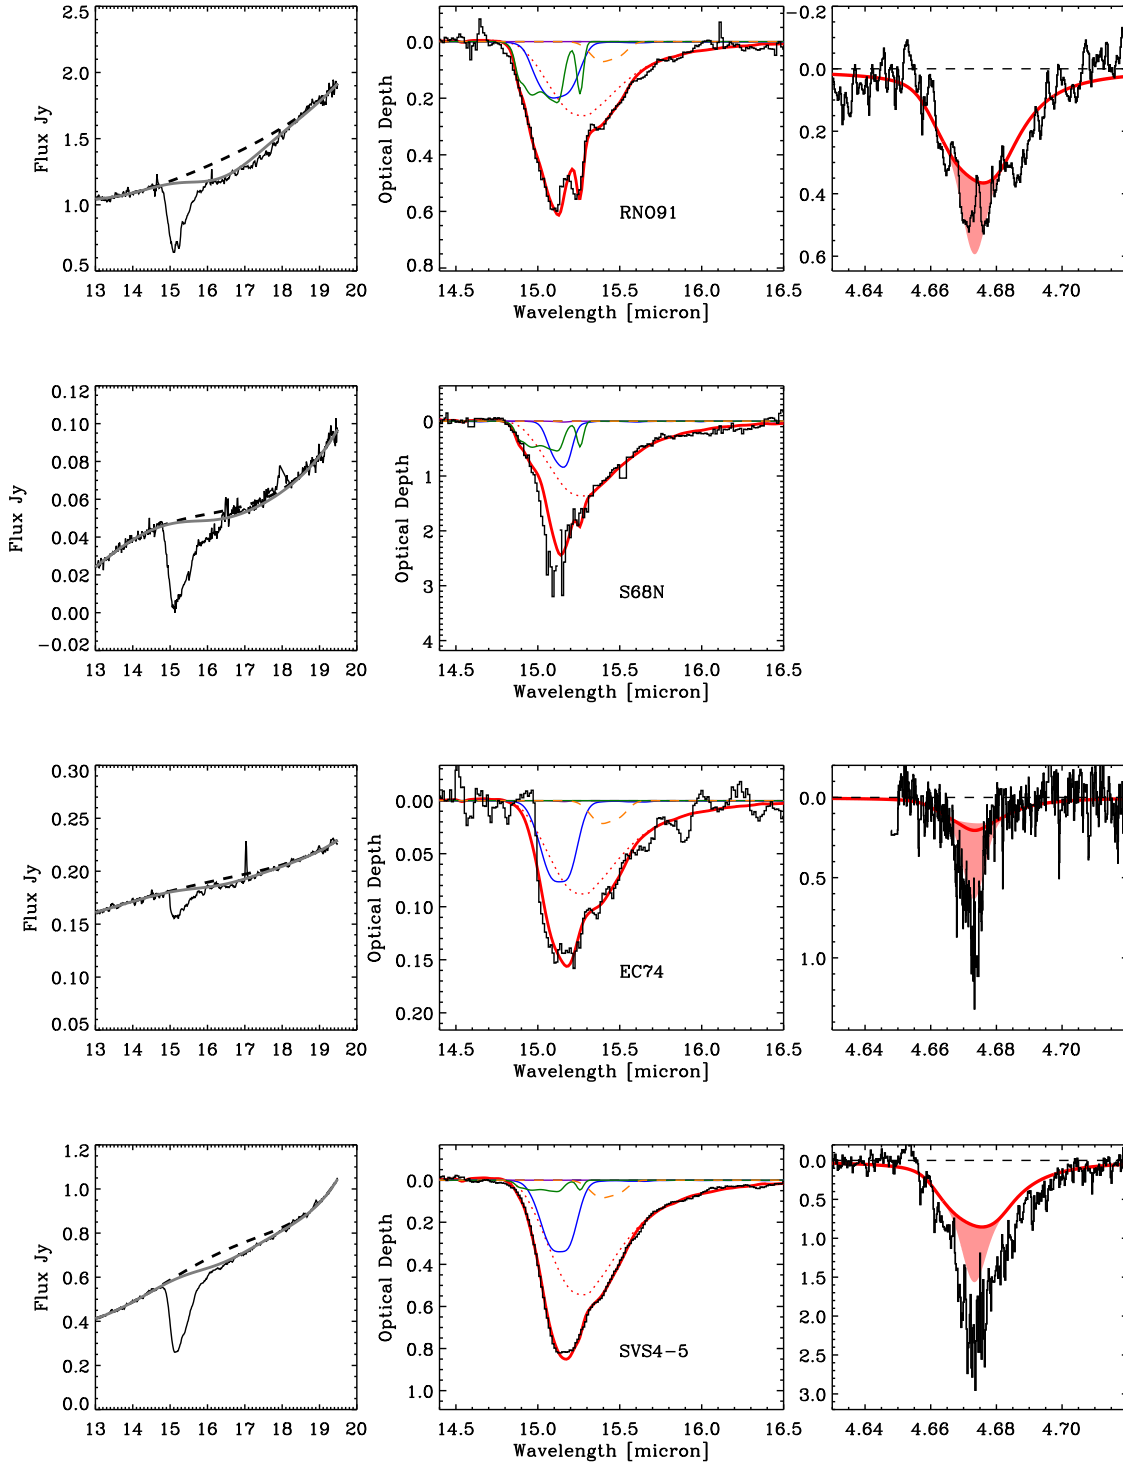 2.5
2.0
1.5
1.0
0.5
Flux Jy
13 14 15 16 17 18 19 20
0.0
0.2
0.4
0.6
0.8
Optical Depth
RNO91
14.5 15.0 15.5 16.0 16.5
Wavelength [micron]
−0.2
0.0
0.2
0.4
0.6
4.64 4.66 4.68 4.70
0.12
0.10
0.08
0.06
0.04
0.02
0.00
−0.02
Flux Jy
13 14 15 16 17 18 19 20
0
1
2
3
4
Optical Depth
S68N
14.5 15.0 15.5 16.0 16.5
Wavelength [micron]
0.30
0.25
0.20
0.15
0.10
0.05
Flux Jy
13 14 15 16 17 18 19 20
0.00
0.05
0.10
0.15
0.20
Optical Depth
EC74
14.5 15.0 15.5 16.0 16.5
Wavelength [micron]
0.0
0.5
1.0
4.64 4.66 4.68 4.70
1.2
1.0
0.8
0.6
0.4
0.2
0.0
Flux Jy
13 14 15 16 17 18 19 20
0.0
0.2
0.4
0.6
0.8
1.0
Optical Depth
SVS4−5
14.5 15.0 15.5 16.0 16.5
Wavelength [micron]
0.0
0.5
1.0
1.5
2.0
2.5
3.0
4.64 4.66 4.68 4.70